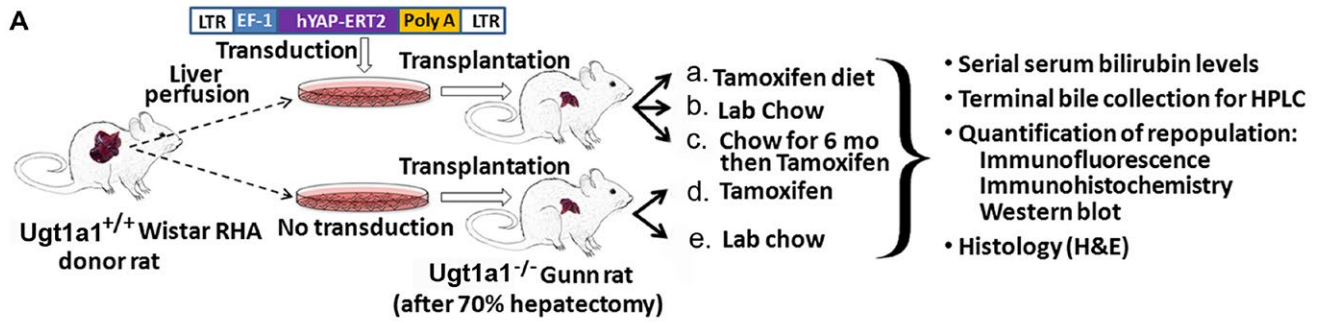 A
LTR EF-1 hYAP-ERT2 Poly A LTR
Transduction
Liver
perfusion
Transplantation
Ugt1a1+/+ Wistar RHA
donor rat
No transduction
Transplantation
Ugt1a1-/- Gunn rat
(after 70% hepatectomy)
a. Tamoxifen diet
b. Lab Chow
c. Chow for 6 mo
then Tamoxifen
d. Tamoxifen
e. Lab chow
• Serial serum bilirubin levels
• Terminal bile collection for HPLC
• Quantification of repopulation:
Immunofluorescence
Immunohistochemistry
Western blot
• Histology (H&E)